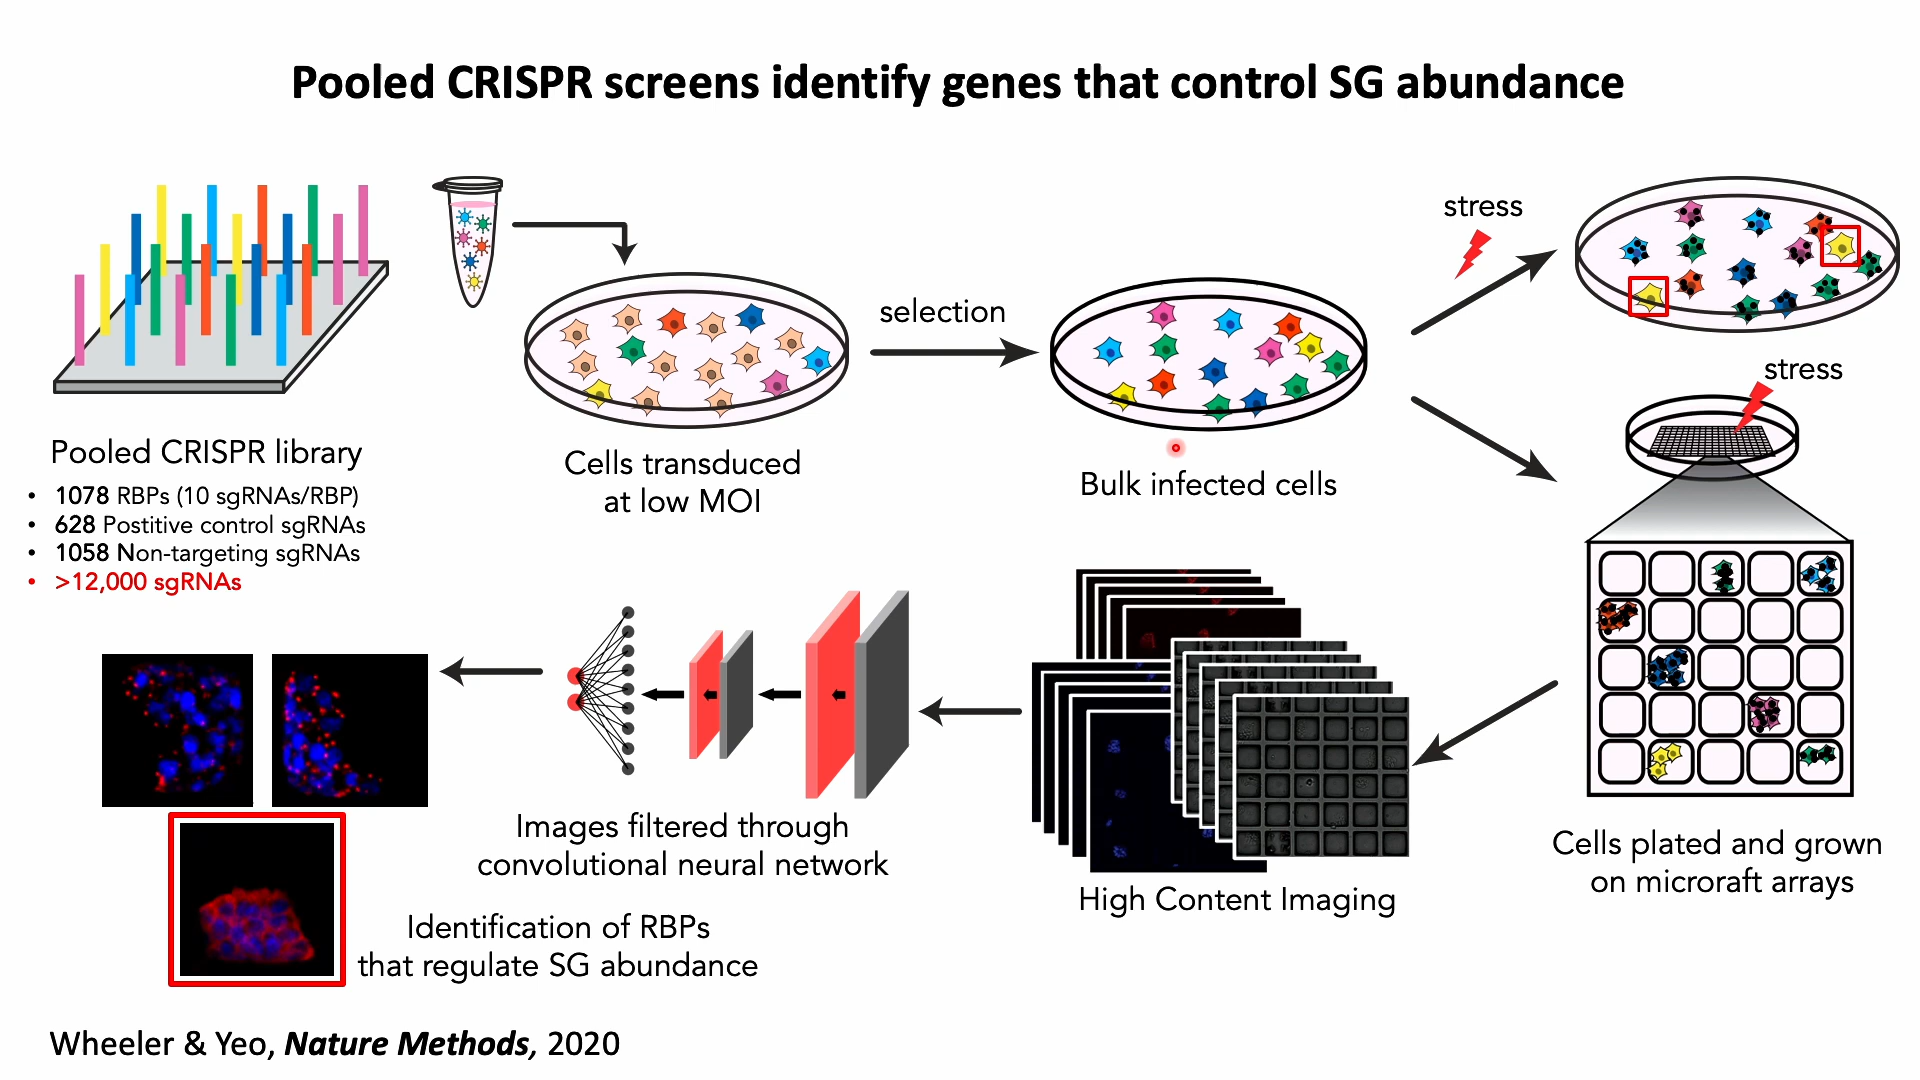 Pooled CRISPR screens identify genes that control SG abundance
Pooled CRISPR library
• 1078 RBPs (10 sgRNAs/RBP)
• 628 Postitive control sgRNAs
• 1058 Non-targeting sgRNAs
• >12,000 sgRNAs
Cells transduced
at low MOI
selection
Bulk infected cells
stress
stress
Cells plated and grown
on microraft arrays
High Content Imaging
Images filtered through
convolutional neural network
Identification of RBPs
that regulate SG abundance
Wheeler & Yeo, Nature Methods, 2020